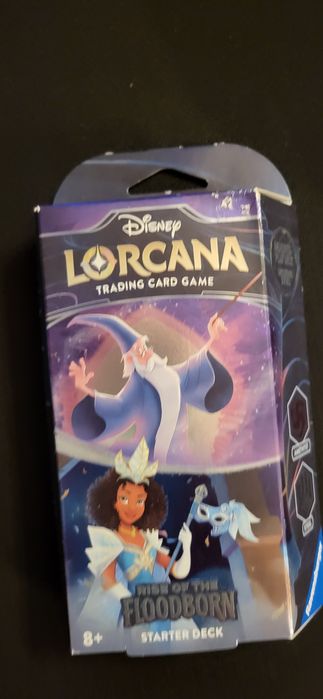 Disney
LORCANA
TRADING CARD GAME
RISE OF THE
FLOODBORN
8+
STARTER DECK